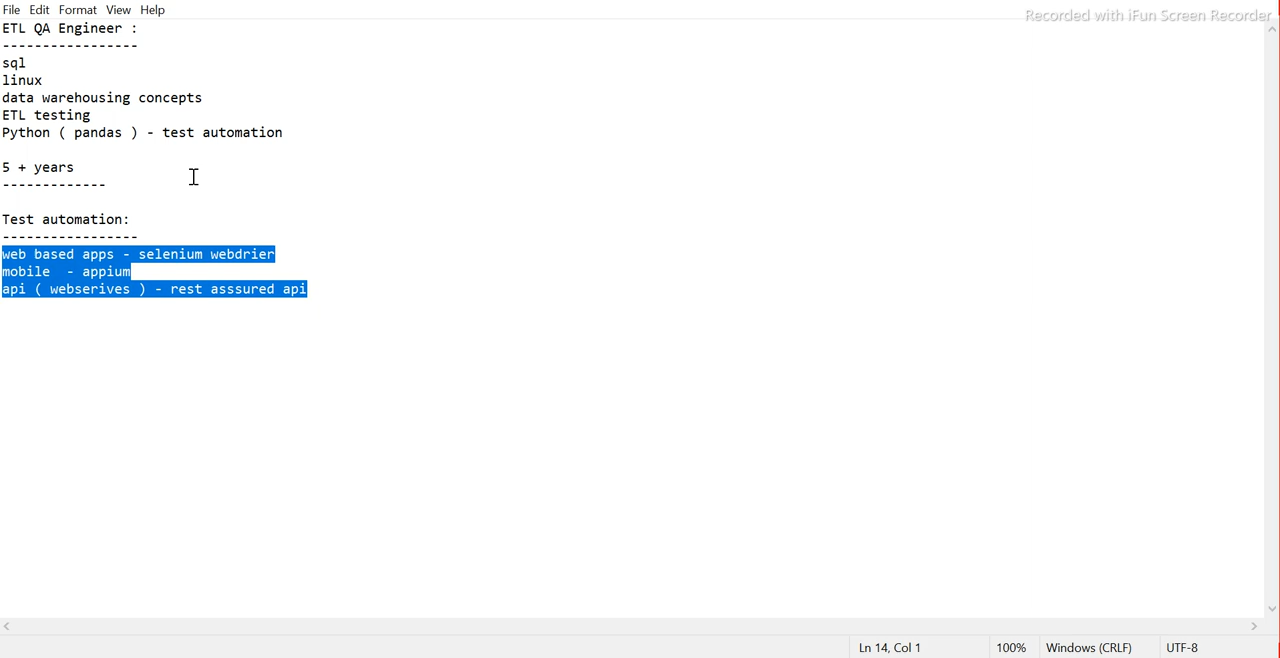 File Edit Format View Help
Recorded with iFun Screen Recorder
ETL QA Engineer :
-----------------
sql
linux
data warehousing concepts
ETL testing
Python ( pandas ) - test automation
5 + years
-------------
Test automation:
-----------------
web based apps - selenium webdrier
mobile  - appium
api ( webserives ) - rest asssured api
Ln 14, Col 1 100% Windows (CRLF) UTF-8